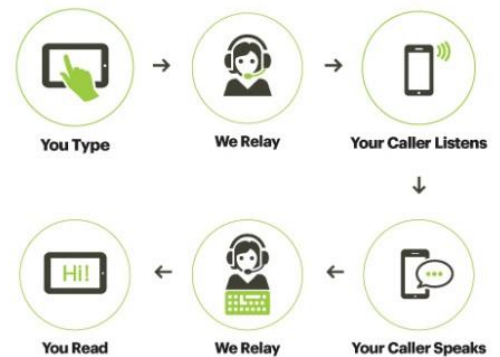 You Type
We Relay
Your Caller Listens
Hi!
You Read
We Relay
Your Caller Speaks